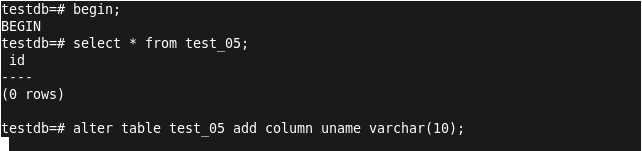 testdb=# begin;
BEGIN
testdb=# select * from test_05;
 id
----
(0 rows)

testdb=# alter table test_05 add column uname varchar(10);